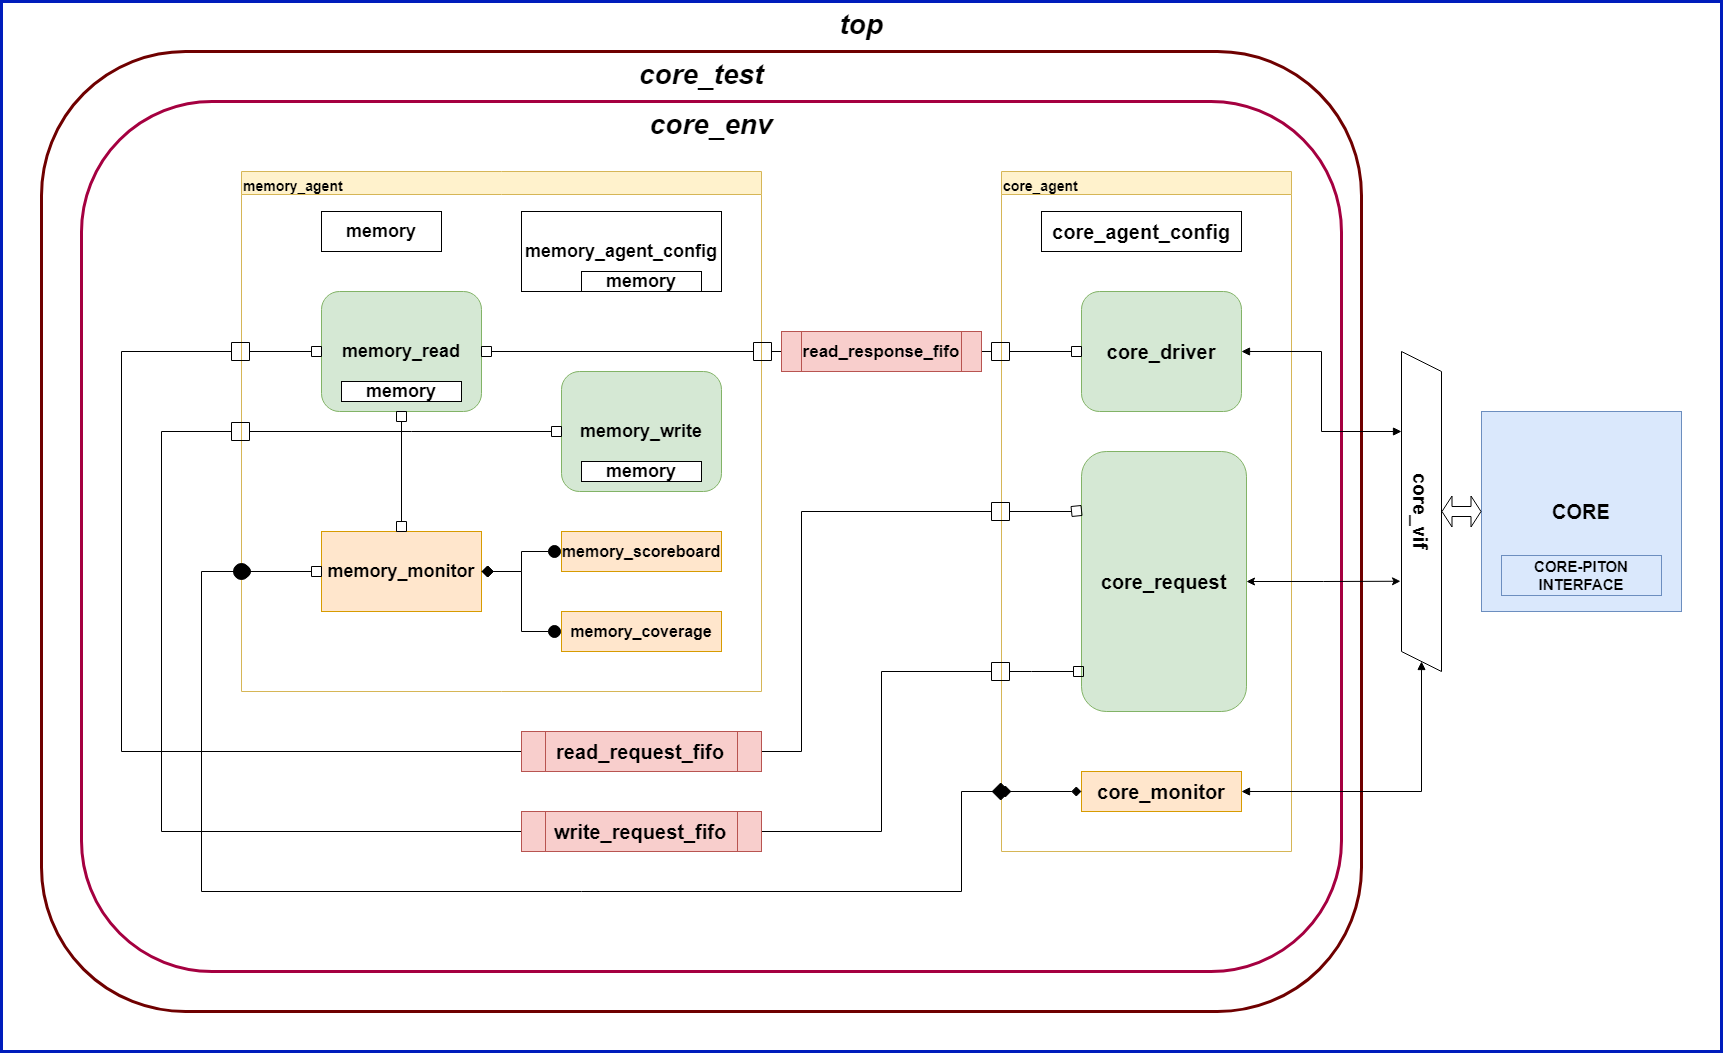 top
core_test
core_env
memory_agent
core_agent
memory
memory_agent_config
memory
core_agent_config
memory_read
memory
read_response_fifo
core_driver
memory_write
memory
memory_monitor
memory_scoreboard
memory_coverage
core_request
core_vif
CORE
CORE-PITON
INTERFACE
read_request_fifo
write_request_fifo
core_monitor